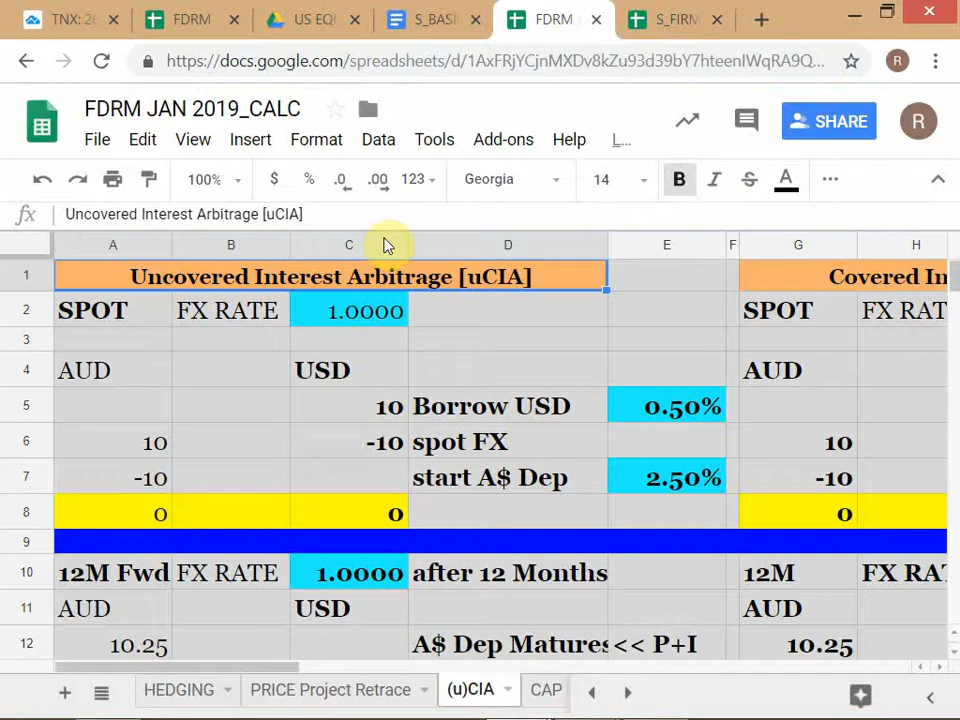 TNX: 26
FDRM
US EQU
S_BASI
FDRM
S_FIRM
https://docs.google.com/spreadsheets/d/1AxFRjYCjnMXDv8kZu93d39bY7hteenIWqRA9Q...
R
FDRM JAN 2019_CALC
File Edit View Insert Format Data Tools Add-ons Help L...
SHARE
R
100% $ % .0 .00 123 Georgia 14 B I S A
fx Uncovered Interest Arbitrage [uCIA]
A B C D E F G H
1 Uncovered Interest Arbitrage [uCIA] Covered In
2 SPOT FX RATE 1.0000 SPOT FX RAT
3
4 AUD USD AUD
5 10 Borrow USD 0.50%
6 10 -10 spot FX 10
7 -10 start A$ Dep 2.50% -10
8 0 0 0
9
10 12M Fwd FX RATE 1.0000 after 12 Months 12M FX RAT
11 AUD USD AUD
12 10.25 A$ Dep Matures << P+I 10.25
HEDGING PRICE Project Retrace (u)CIA CAP